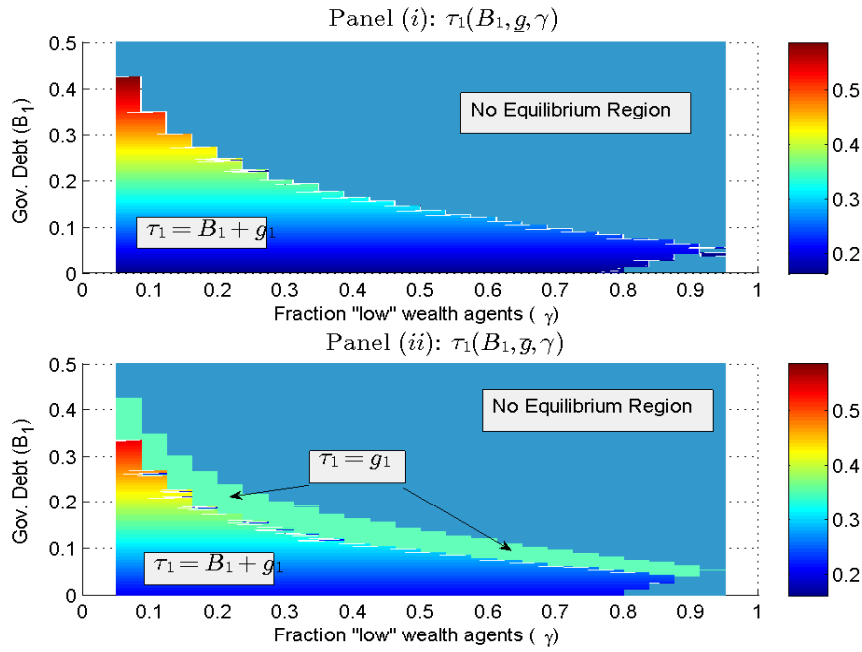 Panel (i): τ₁(B₁, g̲, γ)
0.5
0.4
0.3
0.2
0.1
0
Gov. Debt (B₁)
No Equilibrium Region
τ₁ = B₁ + g₁
0.1 0.2 0.3 0.4 0.5 0.6 0.7 0.8 0.9 1
Fraction "low" wealth agents ( γ)
0.5
0.4
0.3
0.2
Panel (ii): τ₁(B₁, g̅, γ)
0.5
0.4
0.3
0.2
0.1
0
Gov. Debt (B₁)
No Equilibrium Region
τ₁ = g₁
τ₁ = B₁ + g₁
0 0.1 0.2 0.3 0.4 0.5 0.6 0.7 0.8 0.9 1
Fraction "low" wealth agents ( γ)
0.5
0.4
0.3
0.2